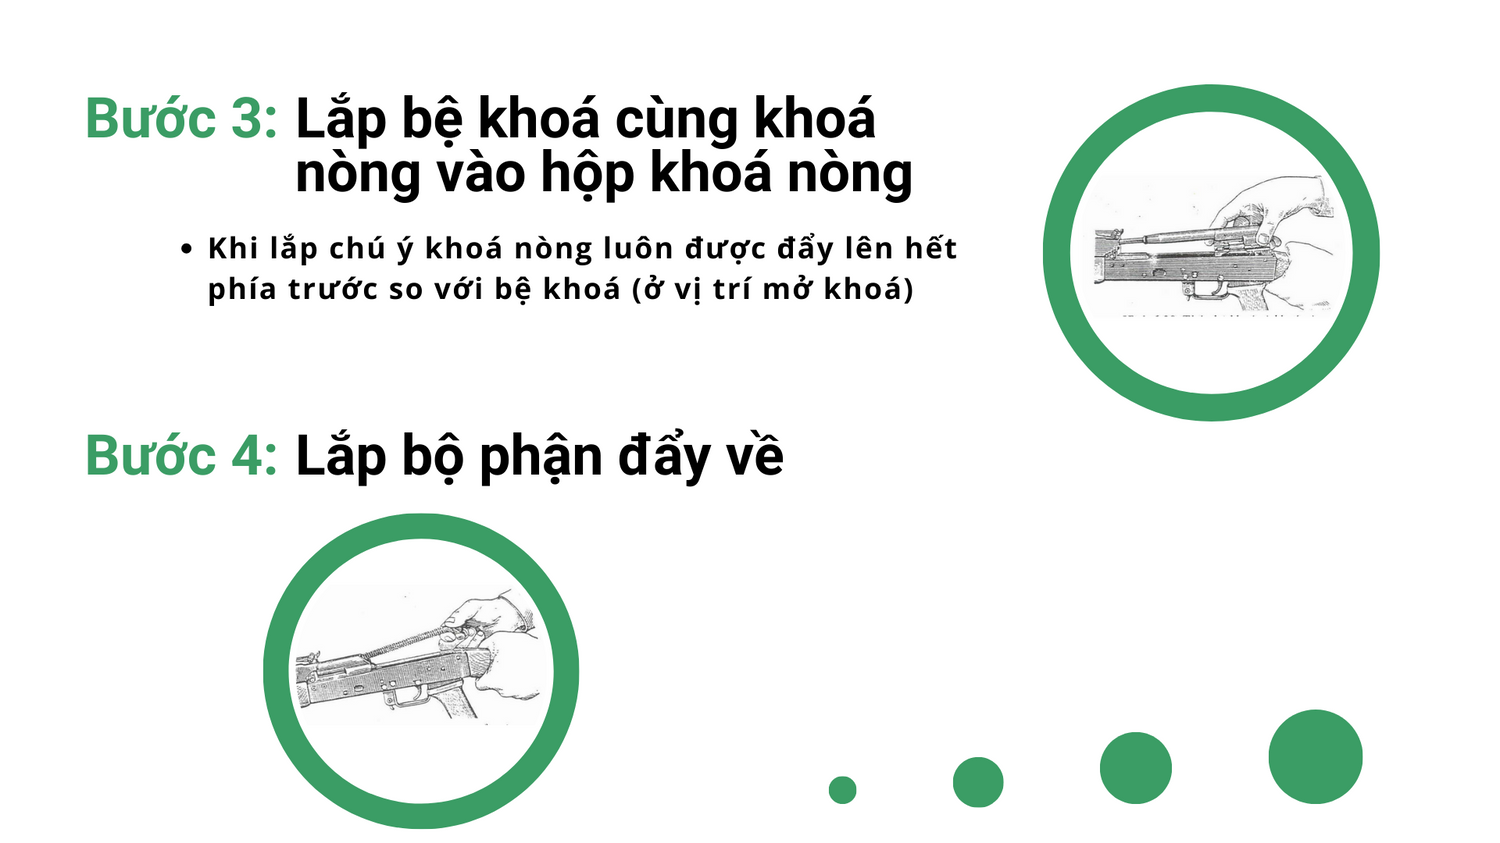 Bước 3: Lắp bệ khoá cùng khoá
nòng vào hộp khoá nòng
• Khi lắp chú ý khoá nòng luôn được đẩy lên hết
phía trước so với bệ khoá (ở vị trí mở khoá)
Bước 4: Lắp bộ phận đẩy về